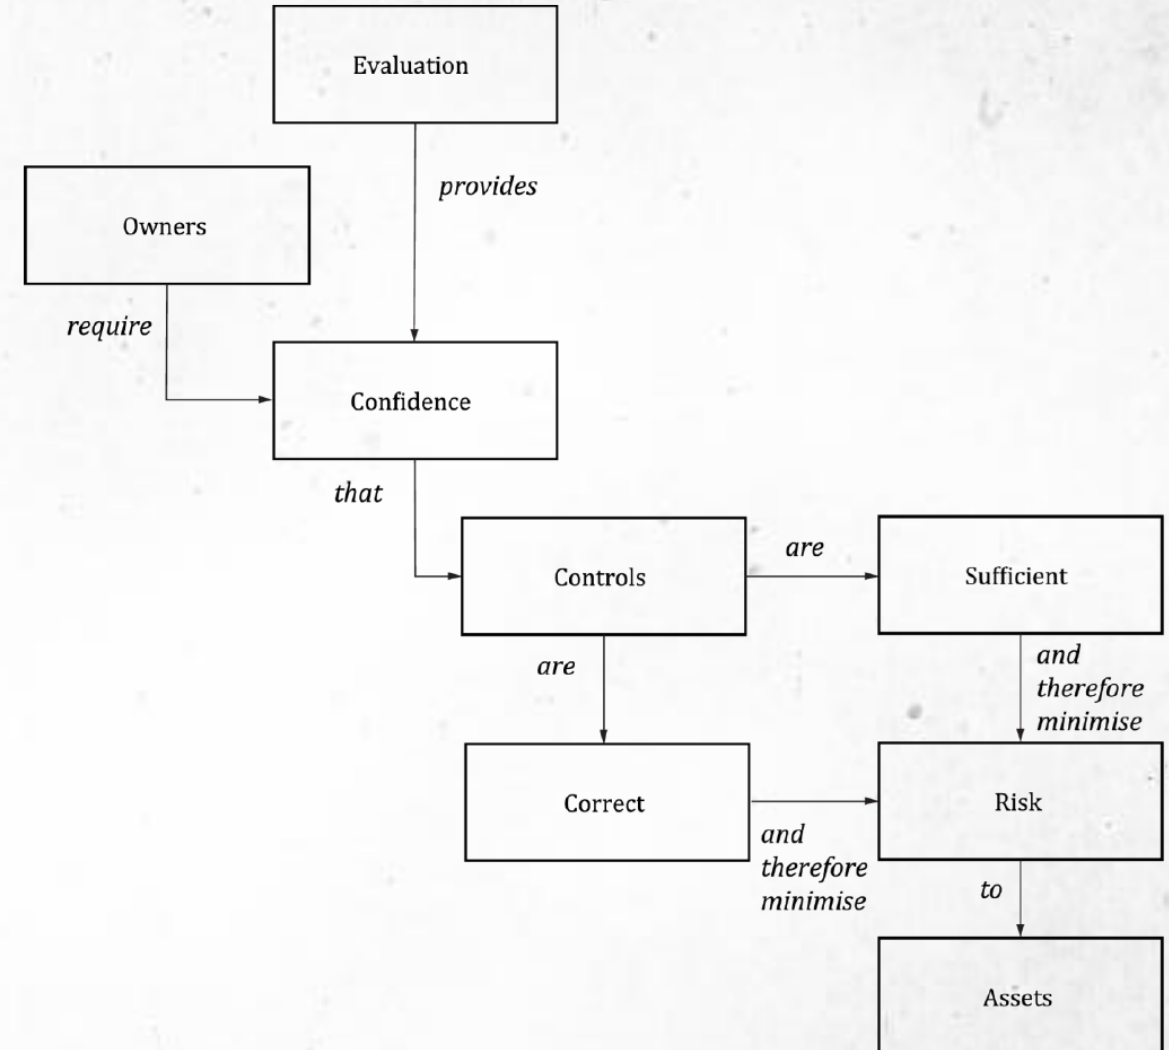 Evaluation
provides
Owners
require
Confidence
that
Controls
are
Sufficient
are
and
therefore
minimise
Correct
and
therefore
minimise
Risk
to
Assets